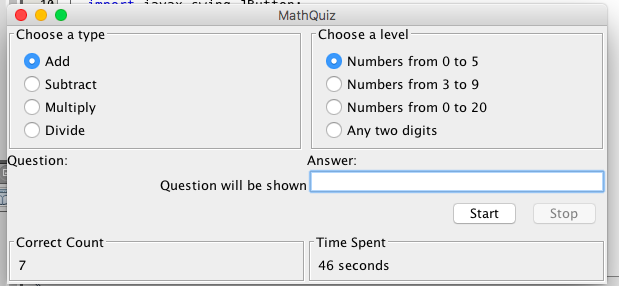 10 import javax.swing.JButton;
MathQuiz
Choose a type
Add
Subtract
Multiply
Divide
Choose a level
Numbers from 0 to 5
Numbers from 3 to 9
Numbers from 0 to 20
Any two digits
Question:
Answer:
Question will be shown
Start
Stop
Correct Count
7
Time Spent
46 seconds